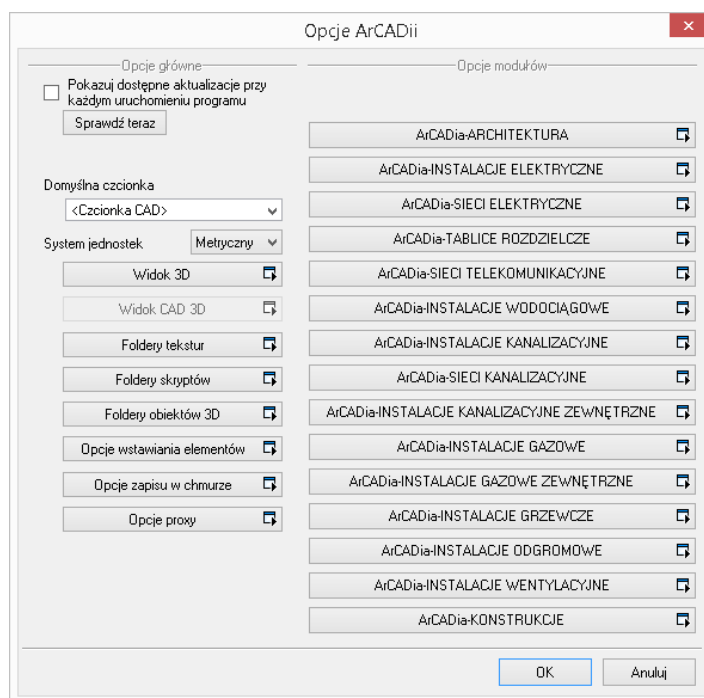 Opcje ArCADii
Opcje główne
Pokazuj dostępne aktualizacje przy
każdym uruchomieniu programu
Sprawdź teraz
Domyślna czcionka
<Czcionka CAD>
System jednostek
Metryczny
Widok 3D
Widok CAD 3D
Foldery tekstur
Foldery skryptów
Foldery obiektów 3D
Opcje wstawiania elementów
Opcje zapisu w chmurze
Opcje proxy
Opcje modułów
ArCADia-ARCHITEKTURA
ArCADia-INSTALACJE ELEKTRYCZNE
ArCADia-SIECI ELEKTRYCZNE
ArCADia-TABLICE ROZDZIELCZE
ArCADia-SIECI TELEKOMUNIKACYJNE
ArCADia-INSTALACJE WODOCIĄGOWE
ArCADia-INSTALACJE KANALIZACYJNE
ArCADia-SIECI KANALIZACYJNE
ArCADia-INSTALACJE KANALIZACYJNE ZEWNĘTRZNE
ArCADia-INSTALACJE GAZOWE
ArCADia-INSTALACJE GAZOWE ZEWNĘTRZNE
ArCADia-INSTALACJE GRZEWCZE
ArCADia-INSTALACJE ODGROMOWE
ArCADia-INSTALACJE WENTYLACYJNE
ArCADia-KONSTRUKCJE
OK
Anuluj